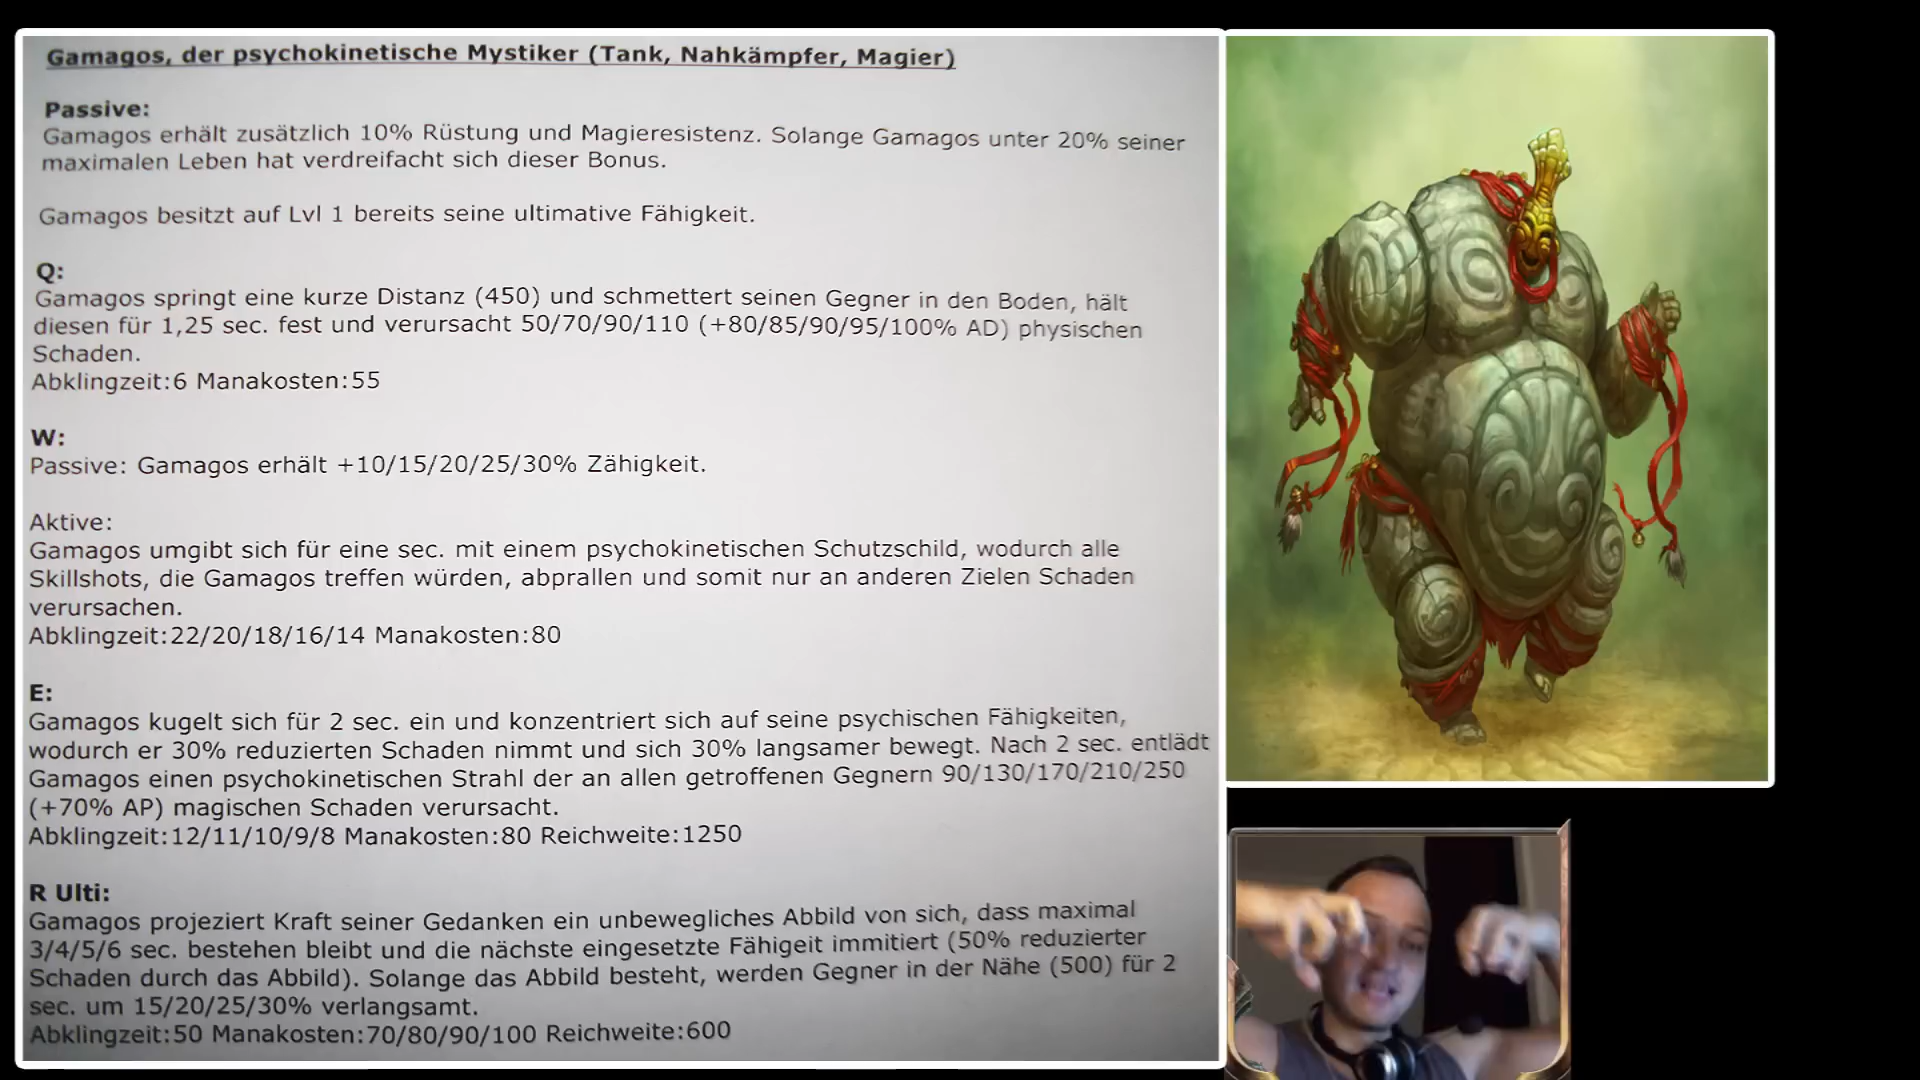 Gamagos, der psychokinetische Mystiker (Tank, Nahkämpfer, Magier)
Passive:
Gamagos erhält zusätzlich 10% Rüstung und Magieresistenz. Solange Gamagos unter 20% seiner
maximalen Leben hat verdreifacht sich dieser Bonus.
Gamagos besitzt auf Lvl 1 bereits seine ultimative Fähigkeit.
Q:
Gamagos springt eine kurze Distanz (450) und schmettert seinen Gegner in den Boden, hält
diesen für 1,25 sec. fest und verursacht 50/70/90/110 (+80/85/90/95/100% AD) physischen
Schaden.
Abklingzeit:6 Manakosten:55
W:
Passive: Gamagos erhält +10/15/20/25/30% Zähigkeit.
Aktive:
Gamagos umgibt sich für eine sec. mit einem psychokinetischen Schutzschild, wodurch alle
Skillshots, die Gamagos treffen würden, abprallen und somit nur an anderen Zielen Schaden
verursachen.
Abklingzeit:22/20/18/16/14 Manakosten:80
E:
Gamagos kugelt sich für 2 sec. ein und konzentriert sich auf seine psychischen Fähigkeiten,
wodurch er 30% reduzierten Schaden nimmt und sich 30% langsamer bewegt. Nach 2 sec. entlädt
Gamagos einen psychokinetischen Strahl der an allen getroffenen Gegnern 90/130/170/210/250
(+70% AP) magischen Schaden verursacht.
Abklingzeit:12/11/10/9/8 Manakosten:80 Reichweite:1250
R Ulti:
Gamagos projeziert Kraft seiner Gedanken ein unbewegliches Abbild von sich, dass maximal
3/4/5/6 sec. bestehen bleibt und die nächste eingesetzte Fähigeit immitiert (50% reduzierter
Schaden durch das Abbild). Solange das Abbild besteht, werden Gegner in der Nähe (500) für 2
sec. um 15/20/25/30% verlangsamt.
Abklingzeit:50 Manakosten:70/80/90/100 Reichweite:600